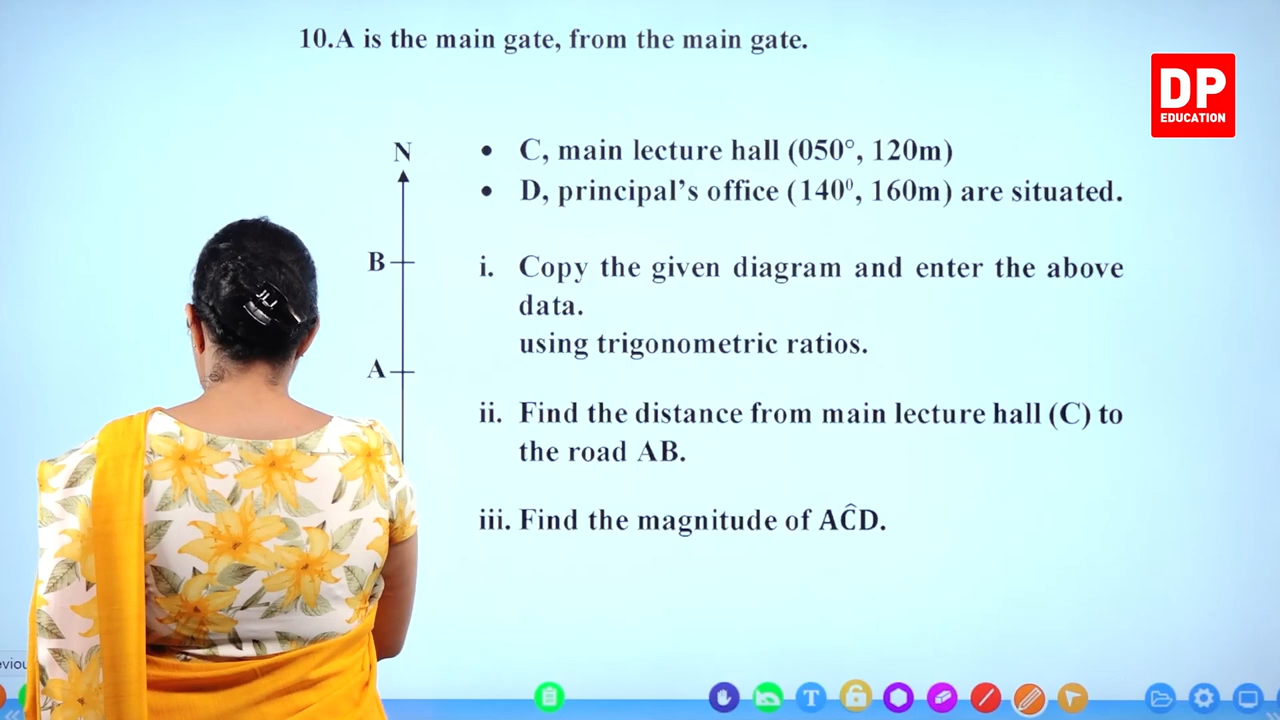 10.A is the main gate, from the main gate.
DP
EDUCATION
N
• C, main lecture hall (050°, 120m)
• D, principal's office (140⁰, 160m) are situated.
B
i. Copy the given diagram and enter the above
data.
using trigonometric ratios.
A
ii. Find the distance from main lecture hall (C) to
the road AB.
iii. Find the magnitude of AĈD.
T